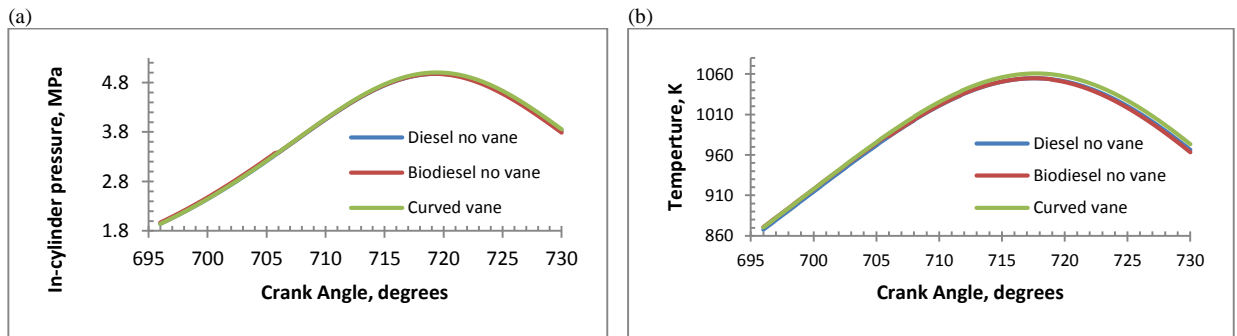 (a)
In-cylinder pressure, MPa
4.8
3.8
2.8
1.8
Diesel no vane
Biodiesel no vane
Curved vane
695 700 705 710 715 720 725 730
Crank Angle, degrees
(b)
Temperture, K
1060
1010
960
910
860
Diesel no vane
Biodiesel no vane
Curved vane
695 700 705 710 715 720 725 730
Crank Angle, degrees